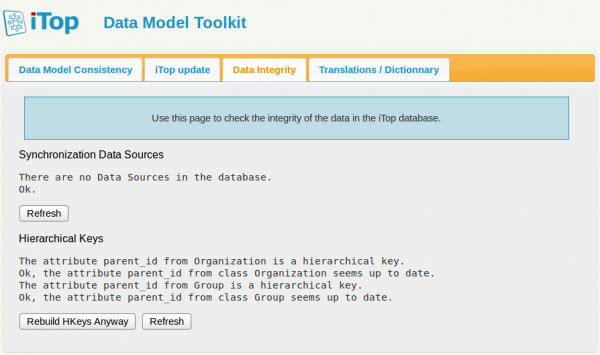 iTop Data Model Toolkit
Data Model Consistency iTop update Data Integrity Translations / Dictionnary
Use this page to check the integrity of the data in the iTop database.
Synchronization Data Sources
There are no Data Sources in the database.
Ok.
Refresh
Hierarchical Keys
The attribute parent_id from Organization is a hierarchical key.
Ok, the attribute parent_id from class Organization seems up to date.
The attribute parent_id from Group is a hierarchical key.
Ok, the attribute parent_id from class Group seems up to date.
Rebuild HKeys Anyway Refresh